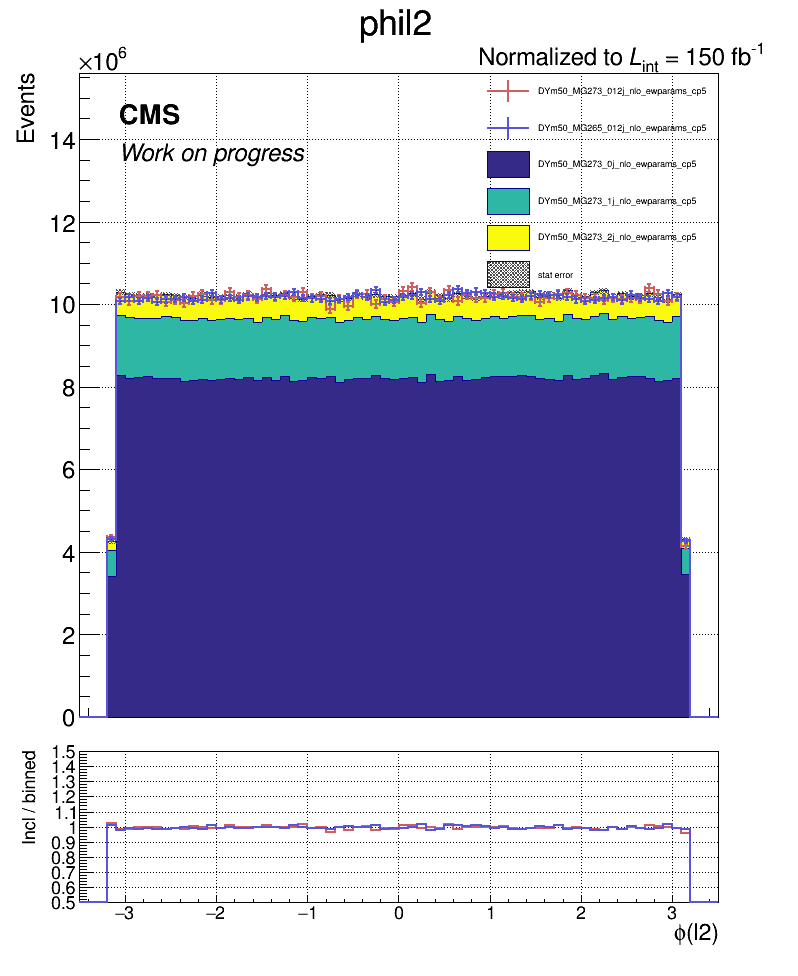 phil2
×10⁶
Normalized to Lint = 150 fb⁻¹
Events
CMS
Work on progress
DYm50_MG273_012j_nlo_ewparams_cp5
DYm50_MG265_012j_nlo_ewparams_cp5
DYm50_MG273_0j_nlo_ewparams_cp5
DYm50_MG273_1j_nlo_ewparams_cp5
DYm50_MG273_2j_nlo_ewparams_cp5
stat error
14
12
10
8
6
4
2
0
Incl / binned
1.5
1.4
1.3
1.2
1.1
1
0.9
0.8
0.7
0.6
0.5
−3 −2 −1 0 1 2 3
ϕ(l2)